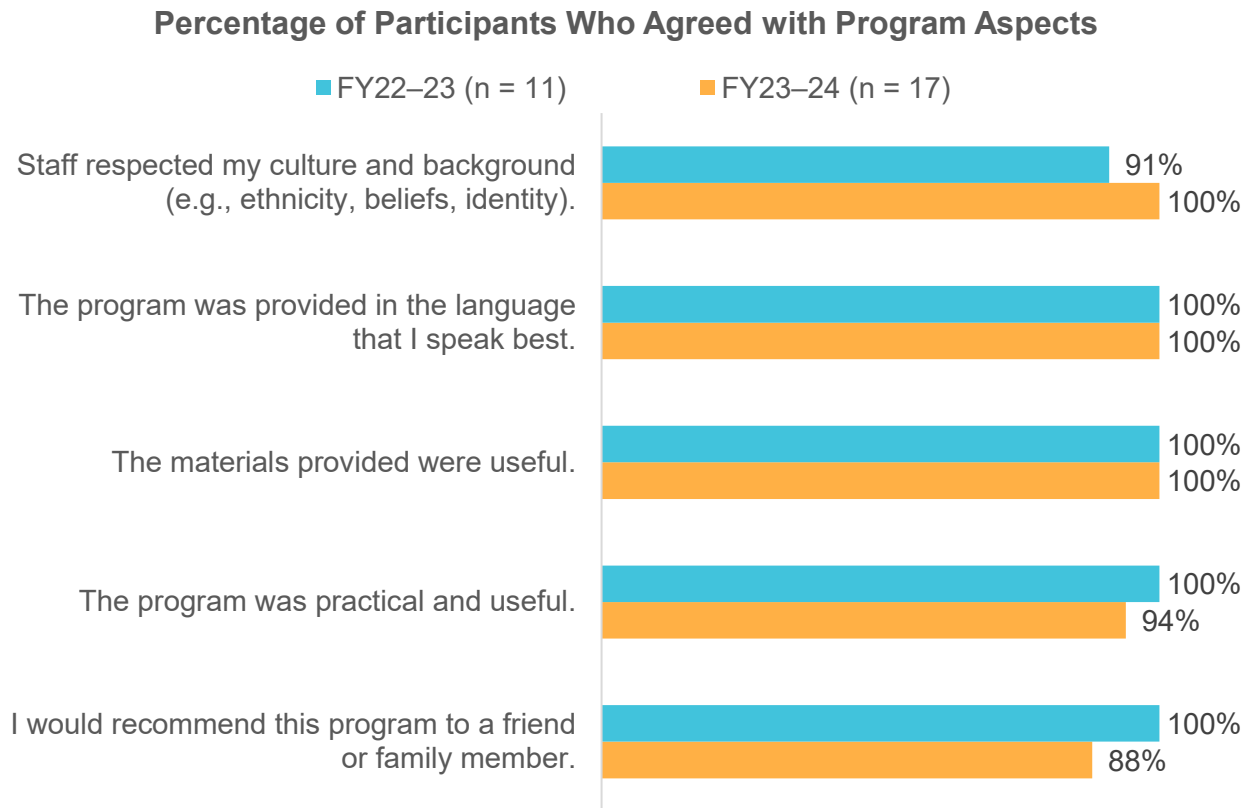 Percentage of Participants Who Agreed with Program Aspects
FY22–23 (n = 11) FY23–24 (n = 17)
Staff respected my culture and background
(e.g., ethnicity, beliefs, identity).
91%
100%
The program was provided in the language
that I speak best.
100%
100%
The materials provided were useful.
100%
100%
The program was practical and useful.
100%
94%
I would recommend this program to a friend
or family member.
100%
88%